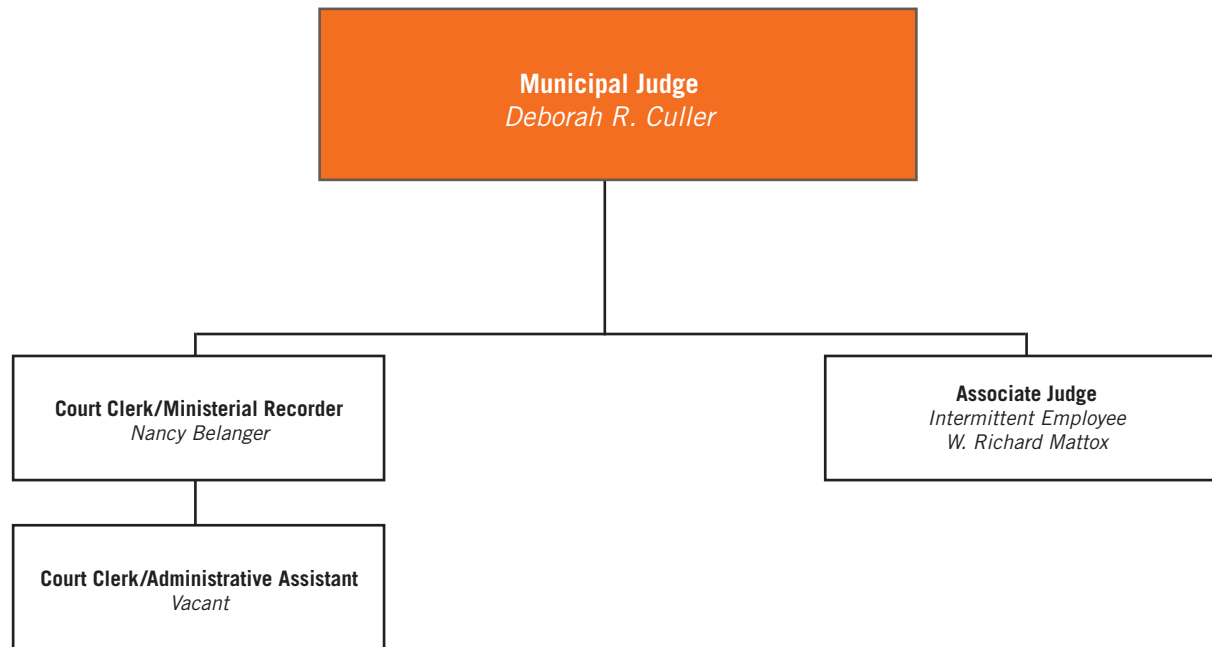 Municipal Judge
Deborah R. Culler
Court Clerk/Ministerial Recorder
Nancy Belanger
Associate Judge
Intermittent Employee
W. Richard Mattox
Court Clerk/Administrative Assistant
Vacant